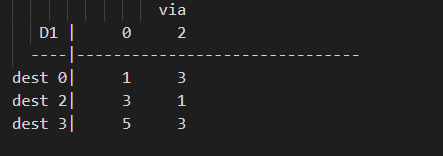 via
   D1 |     0    2
  ----|-----------------------------
dest 0|     1    3
dest 2|     3    1
dest 3|     5    3